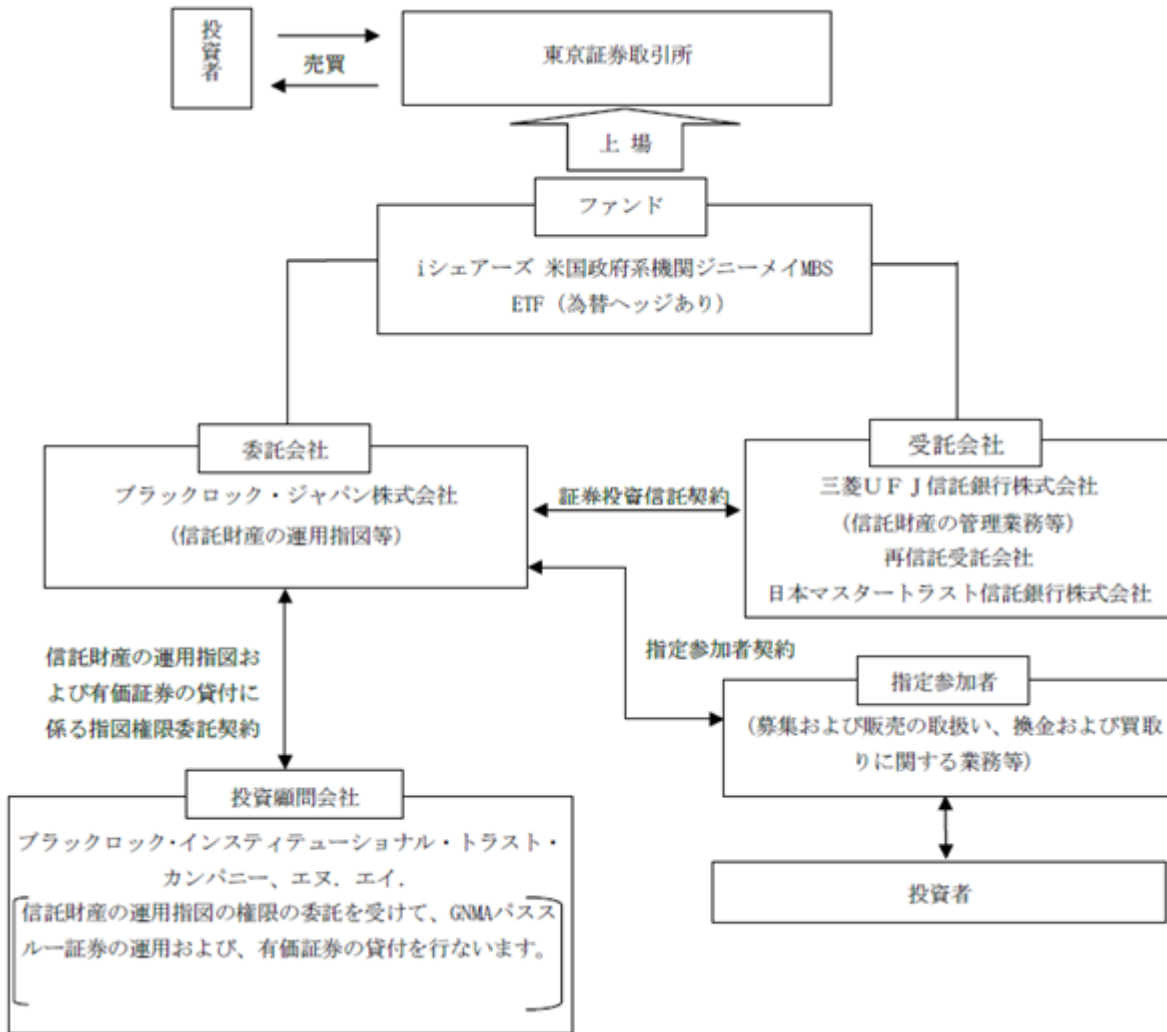 投資者
売買
東京証券取引所
上 場
ファンド
iシェアーズ 米国政府系機関ジニーメイMBS
ETF（為替ヘッジあり）
委託会社
ブラックロック・ジャパン株式会社
(信託財産の運用指図等)
証券投資信託契約
受託会社
三菱ＵＦＪ信託銀行株式会社
(信託財産の管理業務等)
再信託受託会社
日本マスタートラスト信託銀行株式会社
信託財産の運用指図お
よび有価証券の貸付に
係る指図権限委託契約
指定参加者契約
指定参加者
(募集および販売の取扱い、換金および買取
りに関する業務等)
投資顧問会社
ブラックロック・インスティテューショナル・トラスト・
カンパニー、エヌ．エイ．
信託財産の運用指図の権限の委託を受けて、GNMAパスス
ルー証券の運用および、有価証券の貸付を行ないます。
投資者